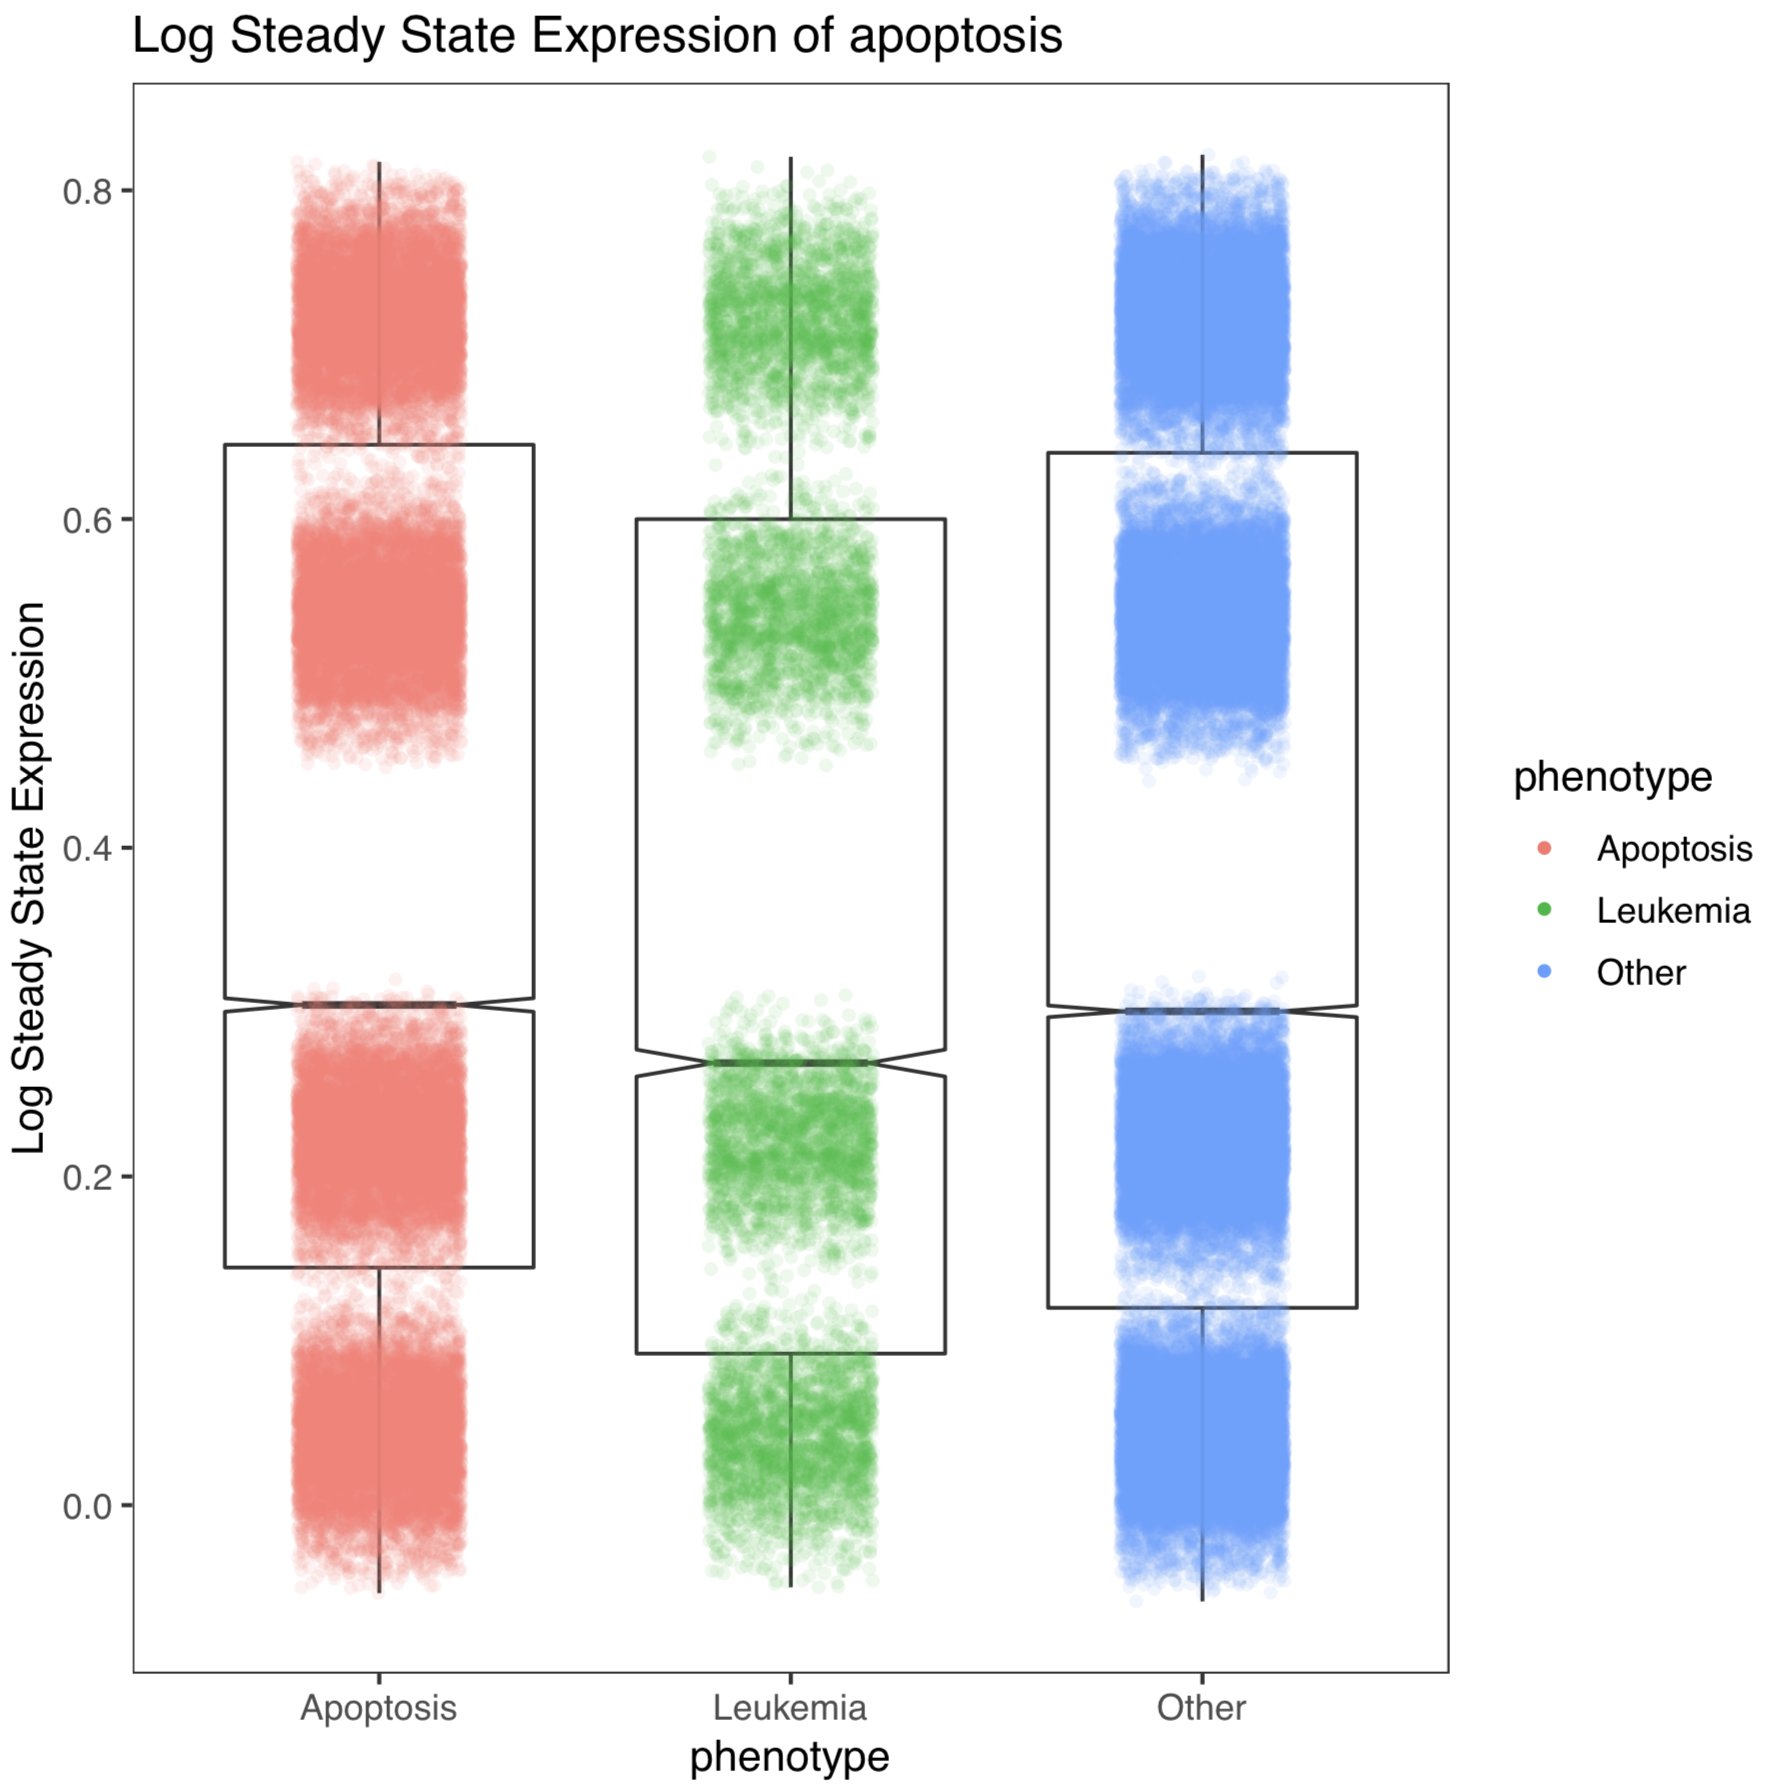 Log Steady State Expression of apoptosis
Log Steady State Expression
0.8
0.6
0.4
0.2
0.0
Apoptosis
Leukemia
Other
phenotype
phenotype
Apoptosis
Leukemia
Other